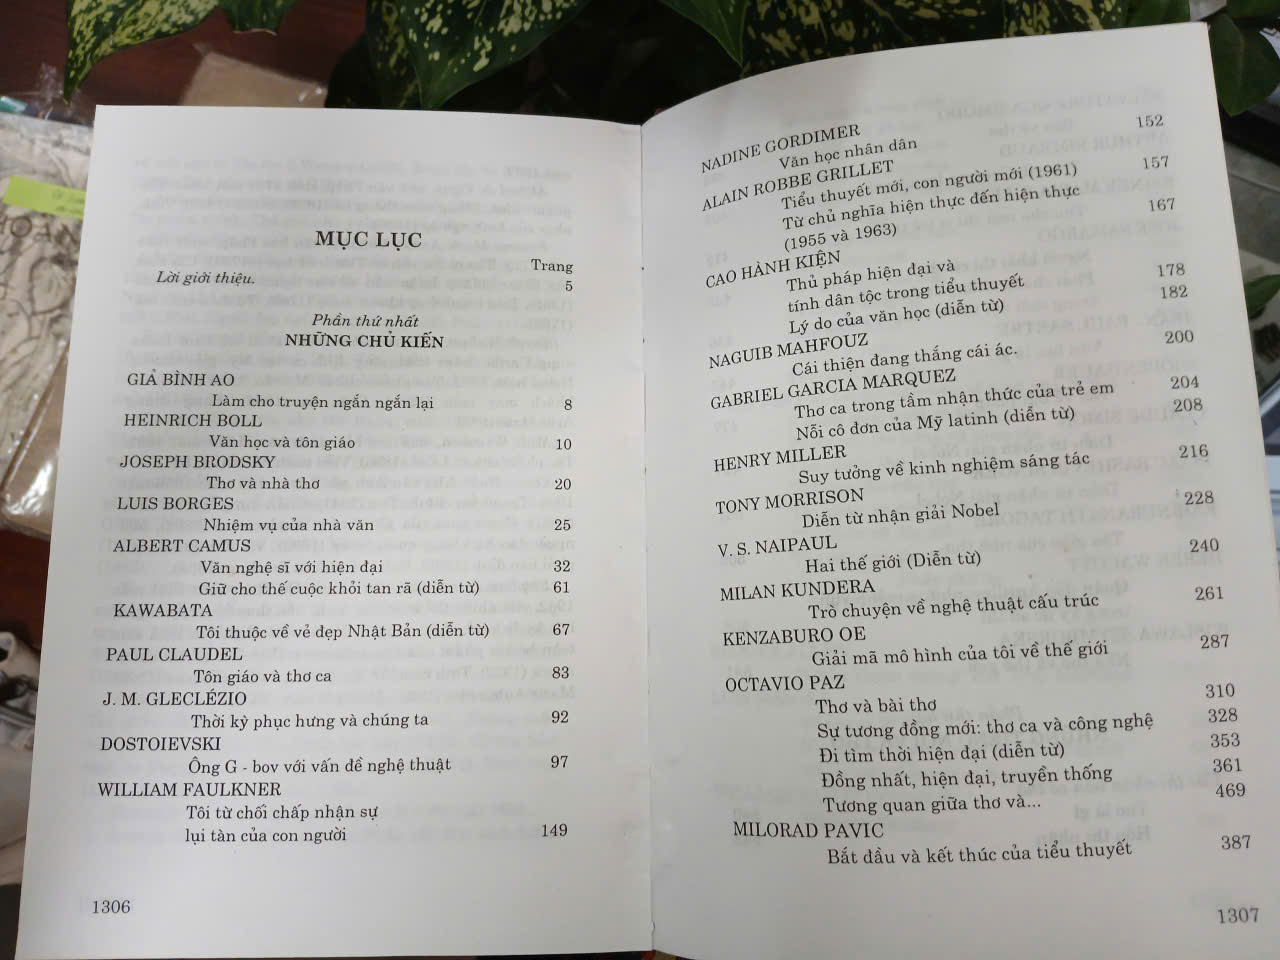 MỤC LỤC
Trang
Lời giới thiệu. 5
Phần thứ nhất
NHỮNG CHỦ KIẾN
GIẢ BÌNH AO
Làm cho truyện ngắn ngắn lại 8
HEINRICH BOLL
Văn học và tôn giáo 10
JOSEPH BRODSKY
Thơ và nhà thơ 20
LUIS BORGES
Nhiệm vụ của nhà văn 25
ALBERT CAMUS
Văn nghệ sĩ với hiện đại 32
Giữ cho thế cuộc khỏi tan rã (diễn từ) 61
KAWABATA
Tôi thuộc về vẻ đẹp Nhật Bản (diễn từ) 67
PAUL CLAUDEL
Tôn giáo và thơ ca 83
J. M. GLECLÉZIO
Thời kỳ phục hưng và chúng ta 92
DOSTOIEVSKI
Ông G - bov với vấn đề nghệ thuật 97
WILLIAM FAULKNER
Tôi từ chối chấp nhận sự
lụi tàn của con người 149
1306
NADINE GORDIMER
Văn học nhân dân 152
ALAIN ROBBE GRILLET
Tiểu thuyết mới, con người mới (1961) 157
Từ chủ nghĩa hiện thực đến hiện thực
(1955 và 1963) 167
CAO HÀNH KIỆN
Thủ pháp hiện đại và
tính dân tộc trong tiểu thuyết 178
Lý do của văn học (diễn từ) 182
NAGUIB MAHFOUZ
Cái thiện đang thắng cái ác. 200
GABRIEL GARCIA MARQUEZ
Thơ ca trong tầm nhận thức của trẻ em 204
Nỗi cô đơn của Mỹ latinh (diễn từ) 208
HENRY MILLER
Suy tưởng về kinh nghiệm sáng tác 216
TONY MORRISON
Diễn từ nhận giải Nobel 228
V. S. NAIPAUL
Hai thế giới (Diễn từ) 240
MILAN KUNDERA
Trò chuyện về nghệ thuật cấu trúc 261
KENZABURO OE
Giải mã mô hình của tôi về thế giới 287
OCTAVIO PAZ
Thơ và bài thơ 310
Sự tương đồng mới: thơ ca và công nghệ 328
Đi tìm thời hiện đại (diễn từ) 353
Đồng nhất, hiện đại, truyền thống 361
Tương quan giữa thơ và... 469
MILORAD PAVIC
Bắt đầu và kết thúc của tiểu thuyết 387
1307